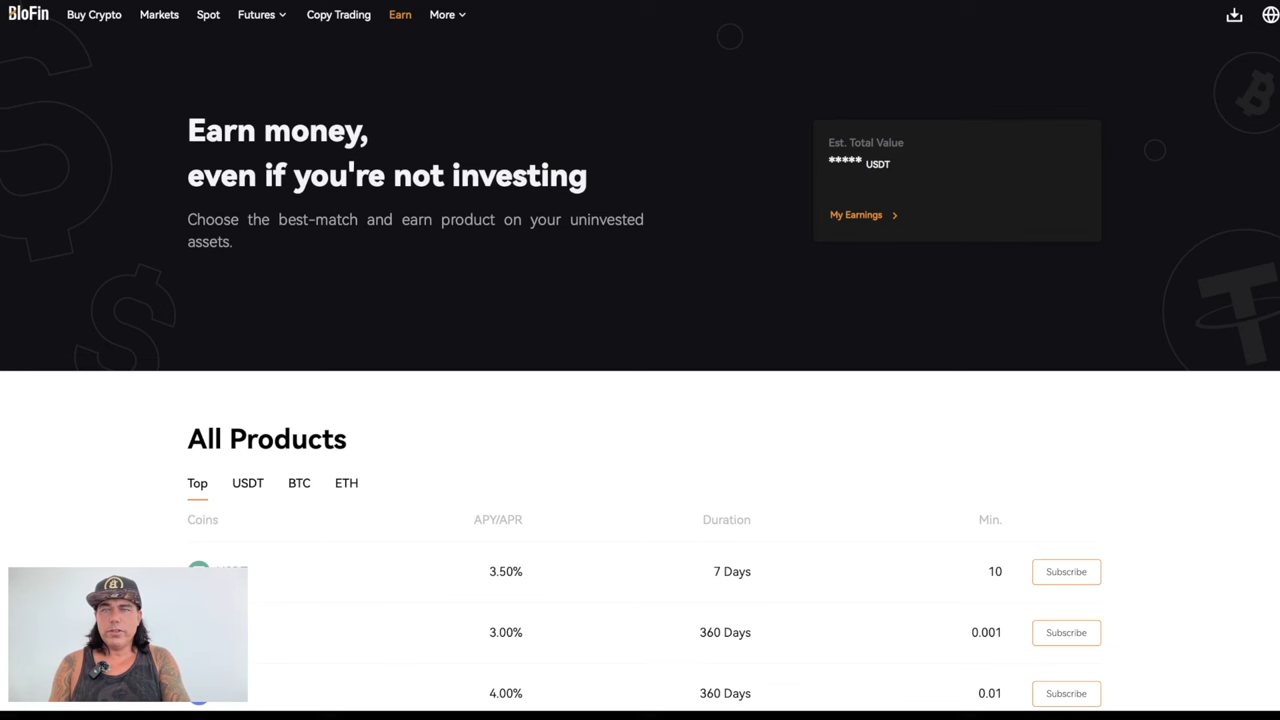 BloFin Buy Crypto Markets Spot Futures Copy Trading Earn More
Earn money,
even if you're not investing
Choose the best-match and earn product on your uninvested
assets.
Est. Total Value
***** USDT
My Earnings
All Products
Top USDT BTC ETH
Coins APY/APR Duration Min.
3.50% 7 Days 10 Subscribe
3.00% 360 Days 0.001 Subscribe
4.00% 360 Days 0.01 Subscribe